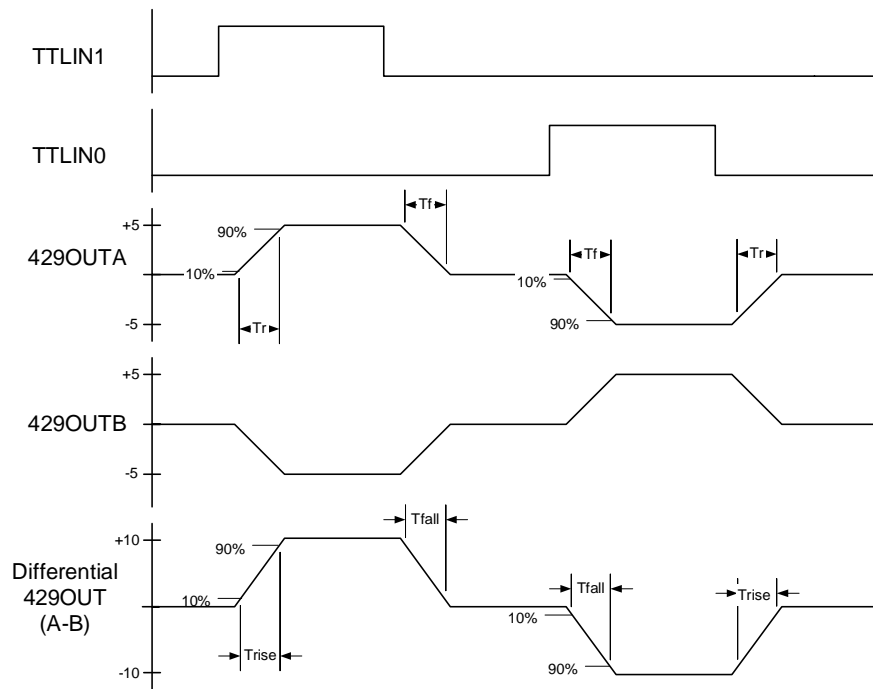 TTLIN1
TTLIN0
+5
Tf
90%
429OUTA
Tf
Tr
10%
10%
-5
Tr
90%
+5
429OUTB
-5
Tfall
+10
90%
Differential
429OUT
(A-B)
Tfall
10%
Trise
10%
Trise
90%
-10